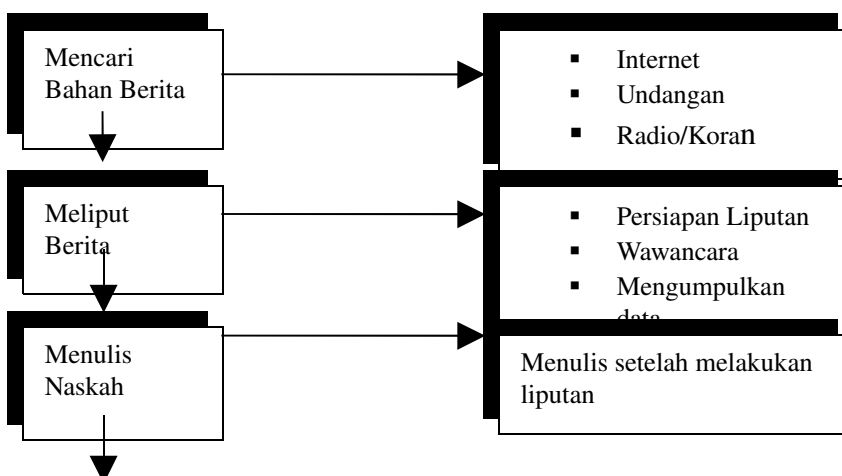 Mencari
Bahan Berita
▪ Internet
▪ Undangan
▪ Radio/Koran
Meliput
Berita
▪ Persiapan Liputan
▪ Wawancara
▪ Mengumpulkan
data
Menulis
Naskah
Menulis setelah melakukan
liputan